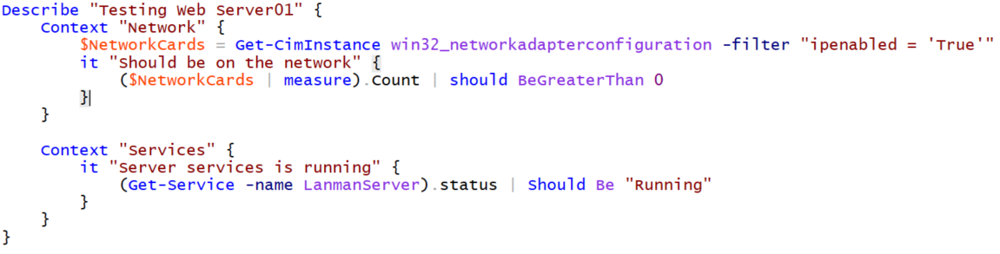 Describe "Testing Web Server01" {
    Context "Network" {
        $NetworkCards = Get-CimInstance win32_networkadapterconfiguration -filter "ipenabled = 'True'"
        it "Should be on the network" {
            ($NetworkCards | measure).Count | should BeGreaterThan 0
        }
    }

    Context "Services" {
        it "Server services is running" {
            (Get-Service -name LanmanServer).status | Should Be "Running"
        }
    }
}